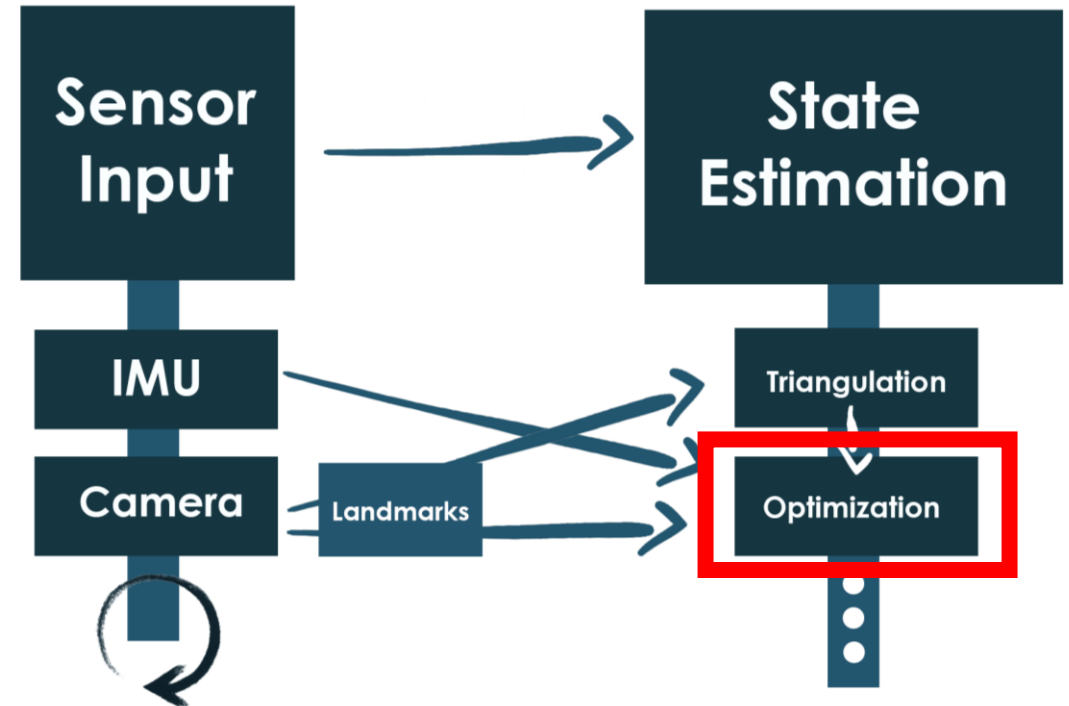 Sensor
Input
State
Estimation
IMU
Triangulation
Camera
Landmarks
Optimization